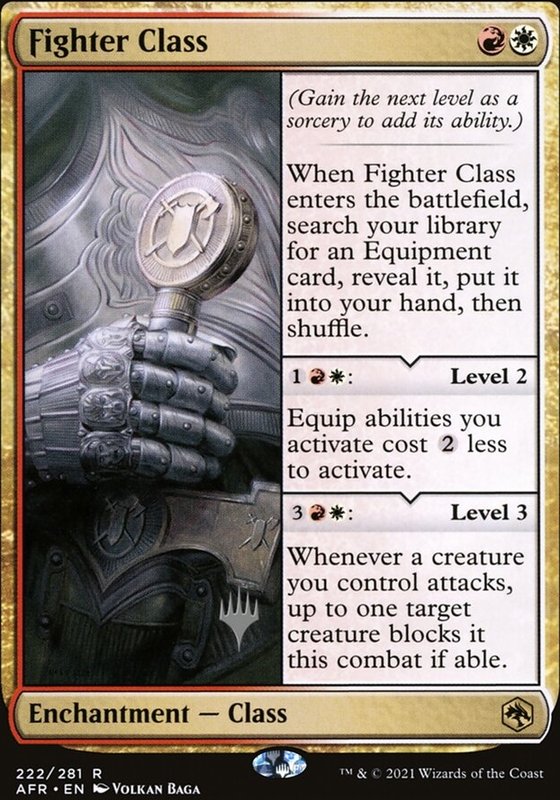 Fighter Class
(Gain the next level as a
sorcery to add its ability.)
When Fighter Class
enters the battlefield,
search your library
for an Equipment
card, reveal it, put it
into your hand, then
shuffle.
1 : Level 2
Equip abilities you
activate cost 2 less
to activate.
3 : Level 3
Whenever a creature
you control attacks,
up to one target
creature blocks it
this combat if able.
Enchantment — Class
222/281 R
AFR • EN Volkan Baga
™ & © 2021 Wizards of the Coast